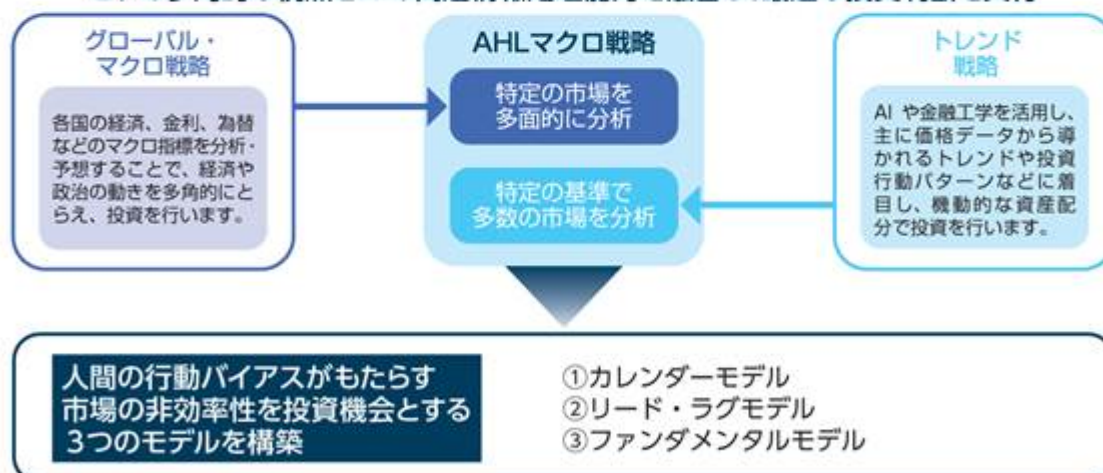 グローバル・
マクロ戦略
各国の経済、金利、為替
などのマクロ指標を分析・
予想することで、経済や
政治の動きを多角的にと
らえ、投資を行います。
AHLマクロ戦略
特定の市場を
多面的に分析
特定の基準で
多数の市場を分析
トレンド
戦略
AI や金融工学を活用し、
主に価格データから導
かれるトレンドや投資
行動パターンなどに着
目し、機動的な資産配
分で投資を行います。
人間の行動バイアスがもたらす
市場の非効率性を投資機会とする
3つのモデルを構築
①カレンダーモデル
②リード・ラグモデル
③ファンダメンタルモデル